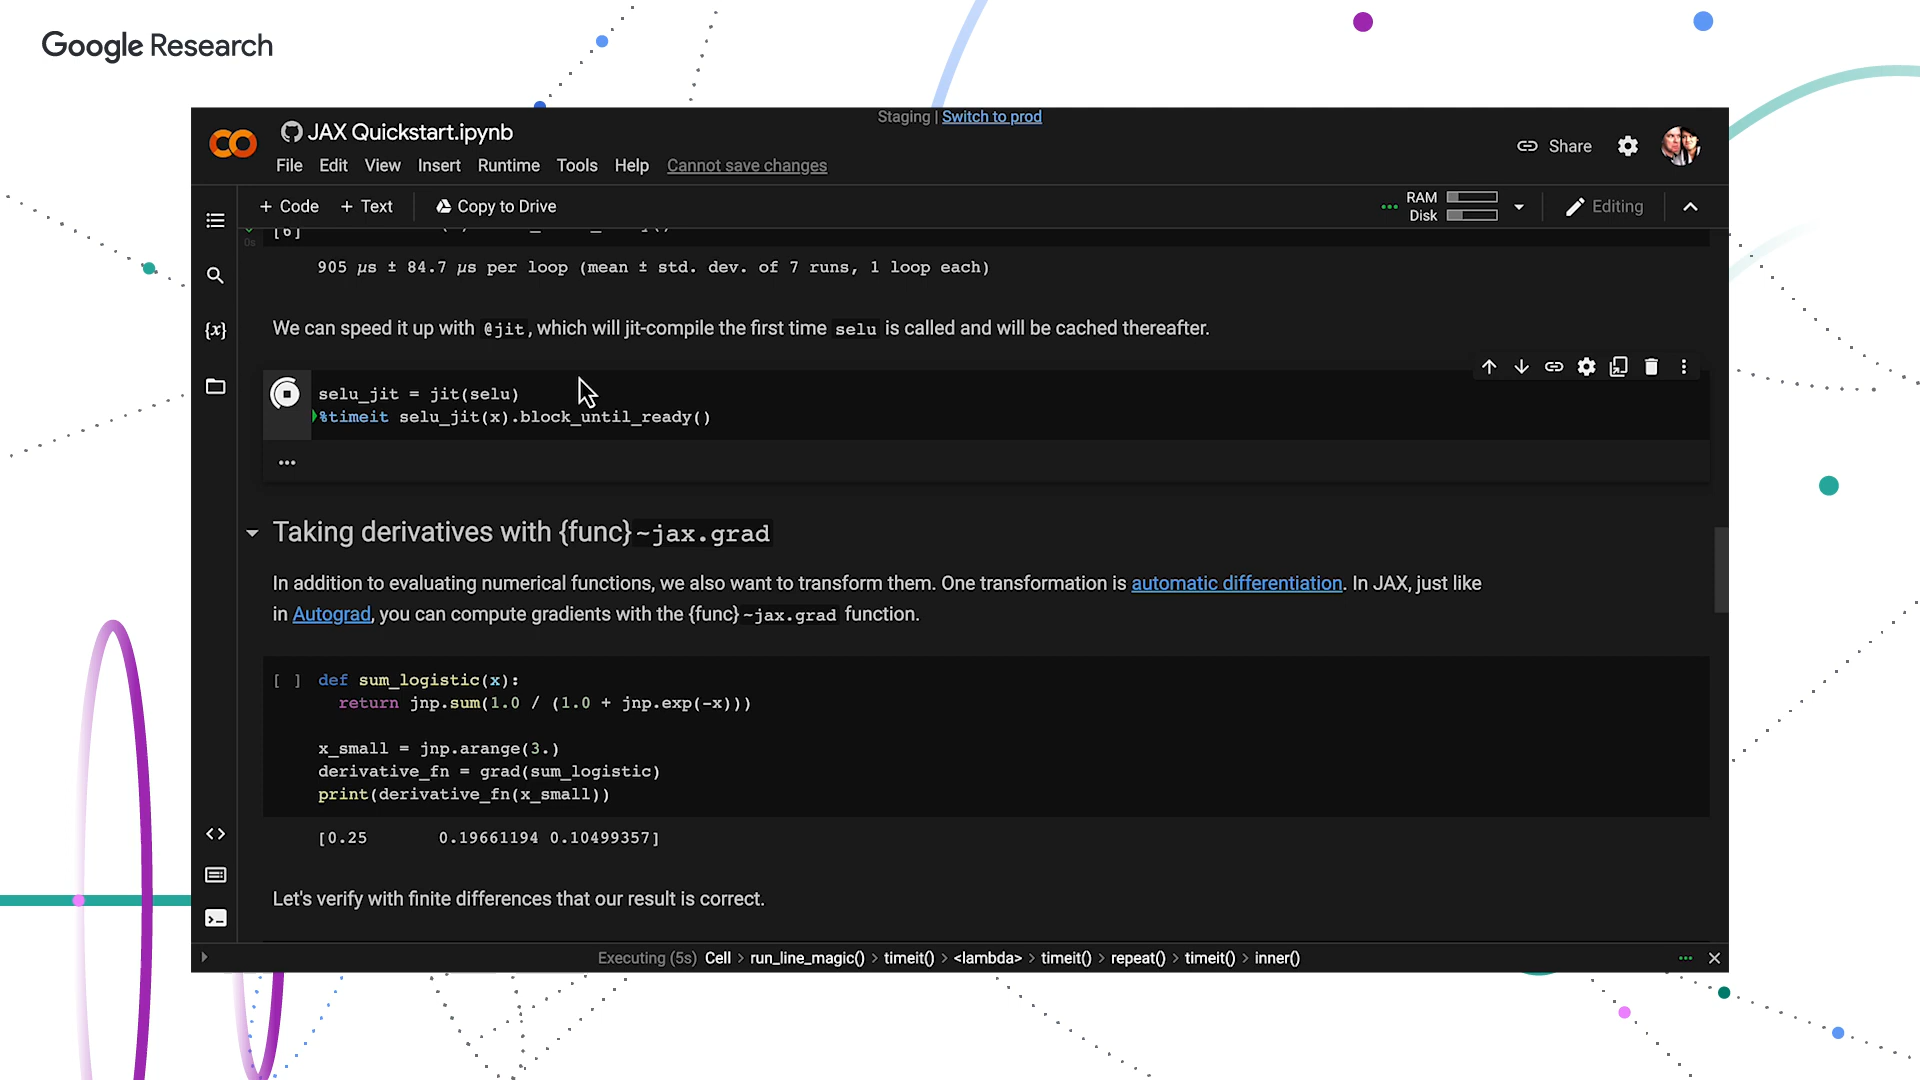 Google Research
Staging | Switch to prod
JAX Quickstart.ipynb
File Edit View Insert Runtime Tools Help Cannot save changes
Share
+ Code + Text Copy to Drive
RAM
Disk
Editing
[6]
0s
905 µs ± 84.7 µs per loop (mean ± std. dev. of 7 runs, 1 loop each)
We can speed it up with @jit, which will jit-compile the first time selu is called and will be cached thereafter.
selu_jit = jit(selu)
%timeit selu_jit(x).block_until_ready()
Taking derivatives with {func}~jax.grad
In addition to evaluating numerical functions, we also want to transform them. One transformation is automatic differentiation. In JAX, just like
in Autograd, you can compute gradients with the {func}~jax.grad function.
[ ] def sum_logistic(x):
return jnp.sum(1.0 / (1.0 + jnp.exp(-x)))
x_small = jnp.arange(3.)
derivative_fn = grad(sum_logistic)
print(derivative_fn(x_small))
[0.25 0.19661194 0.10499357]
Let's verify with finite differences that our result is correct.
Executing (5s) Cell > run_line_magic() > timeit() > <lambda> > timeit() > repeat() > timeit() > inner()